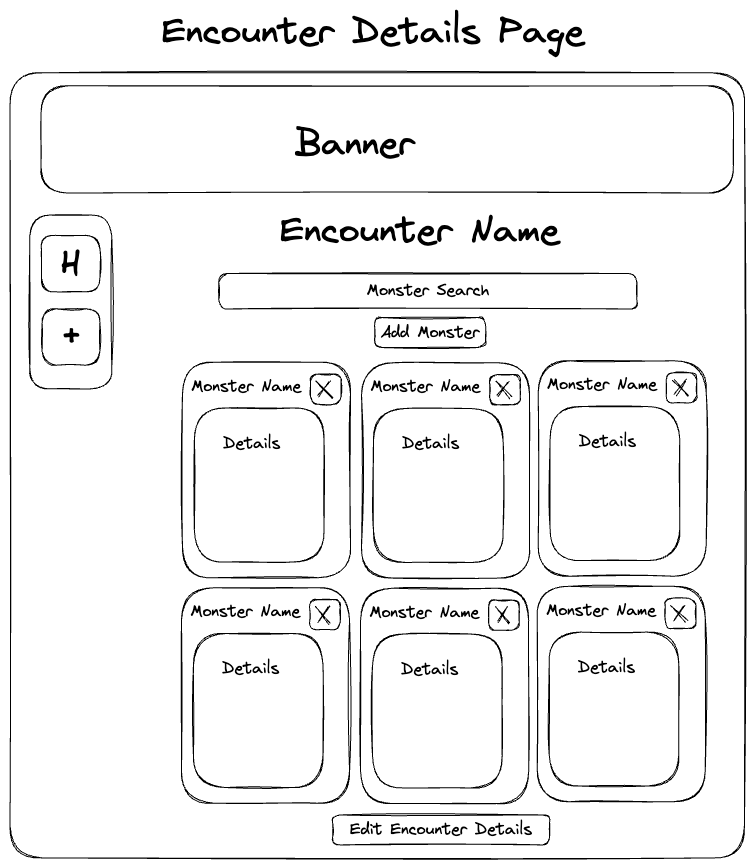 Encounter Details Page
Banner
H
+
Encounter Name
Monster Search
Add Monster
Monster Name X
Details
Monster Name X
Details
Monster Name X
Details
Monster Name X
Details
Monster Name X
Details
Monster Name X
Details
Edit Encounter Details